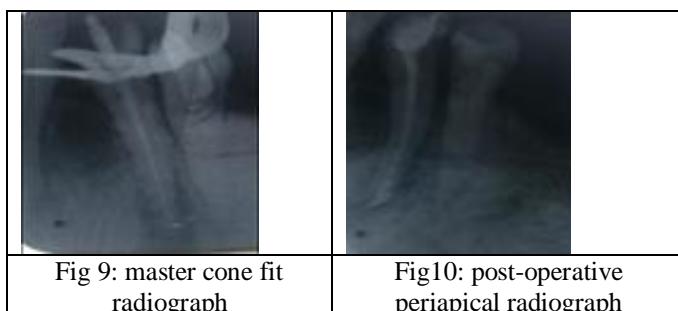 Fig 9: master cone fit
radiograph
Fig10: post-operative
periapical radiograph